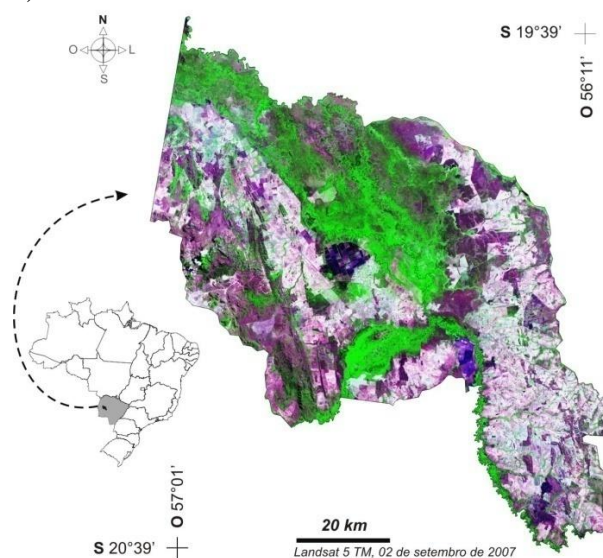 N
O L
S
S 19°39'
O 56°11'
O 57°01'
S 20°39'
20 km
Landsat 5 TM, 02 de setembro de 2007